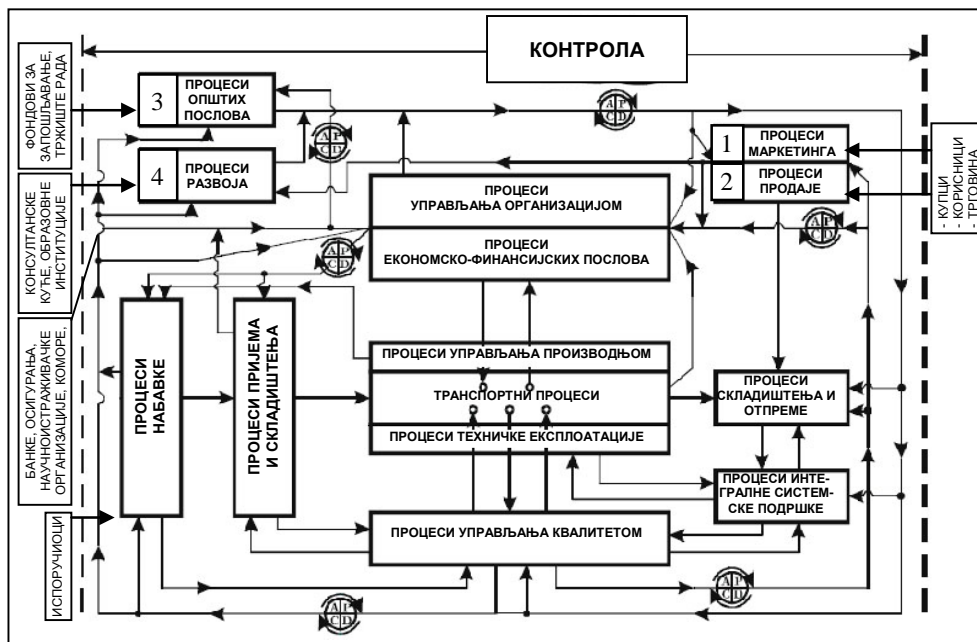 КОНТРОЛА
ФОНДОВИ ЗА
ЗАПОШЉАВАЊЕ,
ТРЖИШТЕ РАДА
КОНСУЛТАНСКЕ
КУЋЕ, ОБРАЗОВНЕ
ИНСТИТУЦИЈЕ
БАНКЕ, ОСИГУРАЊА,
НАУЧНОИСТРАЖИВАЧКЕ
ОРГАНИЗАЦИЈЕ, КОМОРЕ,
ИСПОРУЧИОЦИ
3
ПРОЦЕСИ
ОПШТИХ
ПОСЛОВА
4
ПРОЦЕСИ
РАЗВОЈА
A P
C D
A P
C D
1
ПРОЦЕСИ
МАРКЕТИНГА
2
ПРОЦЕСИ
ПРОДАЈЕ
- КУПЦИ
- КОРИСНИЦИ
- ТРГОВИНА
ПРОЦЕСИ
УПРАВЉАЊА ОРГАНИЗАЦИЈОМ
ПРОЦЕСИ
ЕКОНОМСКО-ФИНАНСИЈСКИХ ПОСЛОВА
A P
C D
A P
C D
ПРОЦЕСИ
НАБАВКЕ
ПРОЦЕСИ ПРИЈЕМА
И СКЛАДИШТЕЊА
ПРОЦЕСИ УПРАВЉАЊА ПРОИЗВОДЊОМ
ТРАНСПОРТНИ ПРОЦЕСИ
ПРОЦЕСИ ТЕХНИЧКЕ ЕКСПЛОАТАЦИЈЕ
ПРОЦЕСИ
СКЛАДИШТЕЊА И
ОТПРЕМЕ
ПРОЦЕСИ ИНТЕ-
ГРАЛНЕ СИСТЕМ-
СКЕ ПОДРШКЕ
ПРОЦЕСИ УПРАВЉАЊА КВАЛИТЕТОМ
A P
C D
A P
C D